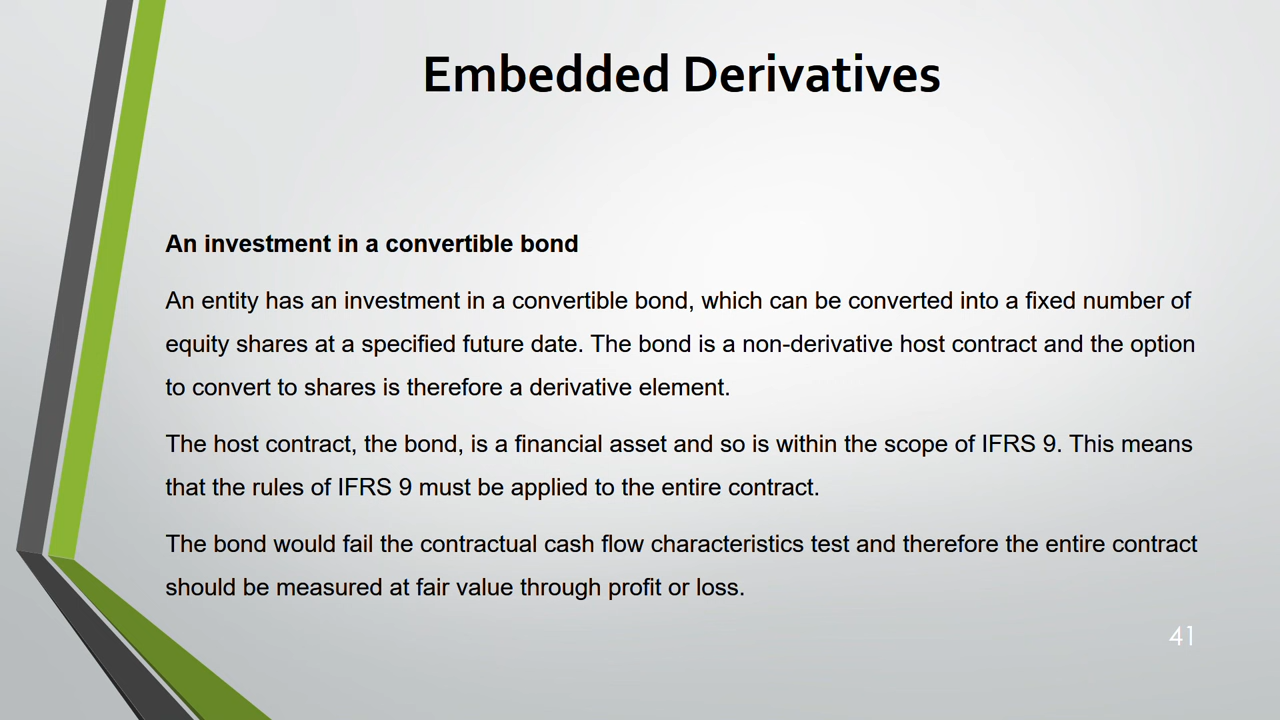 Embedded Derivatives
An investment in a convertible bond
An entity has an investment in a convertible bond, which can be converted into a fixed number of
equity shares at a specified future date. The bond is a non-derivative host contract and the option
to convert to shares is therefore a derivative element.
The host contract, the bond, is a financial asset and so is within the scope of IFRS 9. This means
that the rules of IFRS 9 must be applied to the entire contract.
The bond would fail the contractual cash flow characteristics test and therefore the entire contract
should be measured at fair value through profit or loss.
41